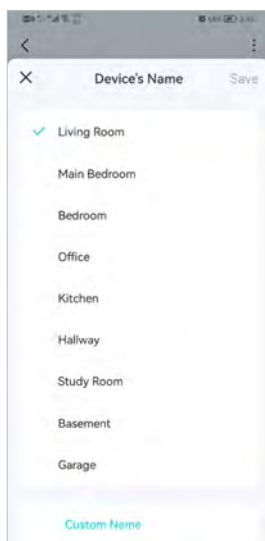 Device's Name
Save
Living Room
Main Bedroom
Bedroom
Office
Kitchen
Hallway
Study Room
Basement
Garage
Custom Name